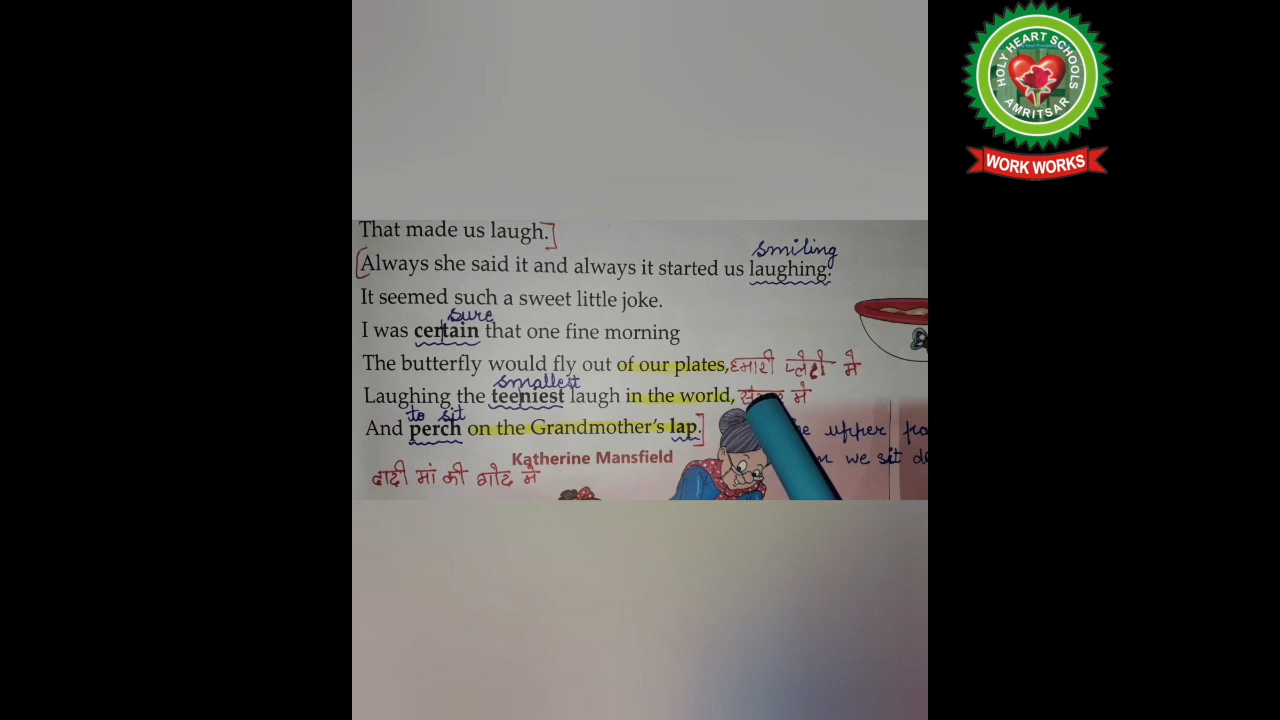 HOLY HEART SCHOOLS
AMRITSAR
WORK WORKS
That made us laugh.]
smiling
[Always she said it and always it started us laughing:
It seemed such a sweet little joke.
sure
I was certain that one fine morning
The butterfly would fly out of our plates, हमारी प्लेटो मे
smallest
Laughing the teeniest laugh in the world, मे
to sit
And perch on the Grandmother's lap.] upper
we sit
Katherine Mansfield
दादी मां की गोद मे